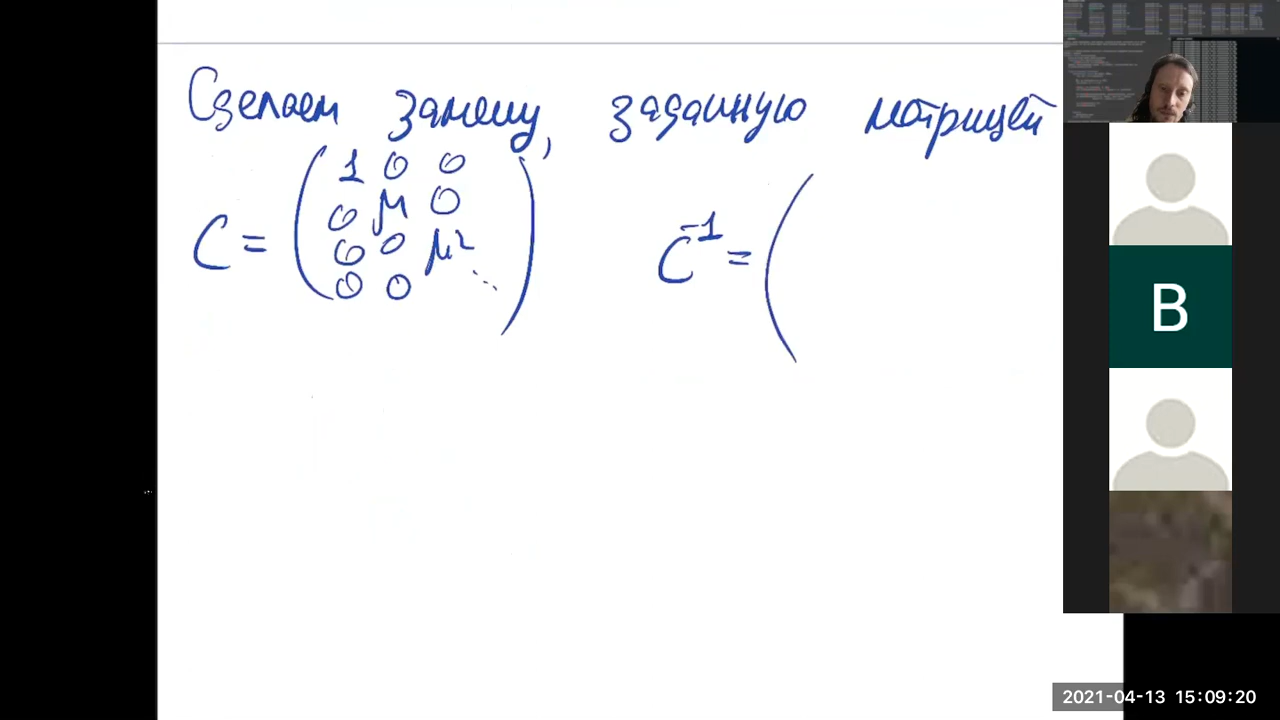 Сделаем замену, заданную матрицей
C = ( 1 0 0
0 μ 0
0 0 μ²
0 0 ⋱ )
C⁻¹ = (
B
2021-04-13 15:09:20